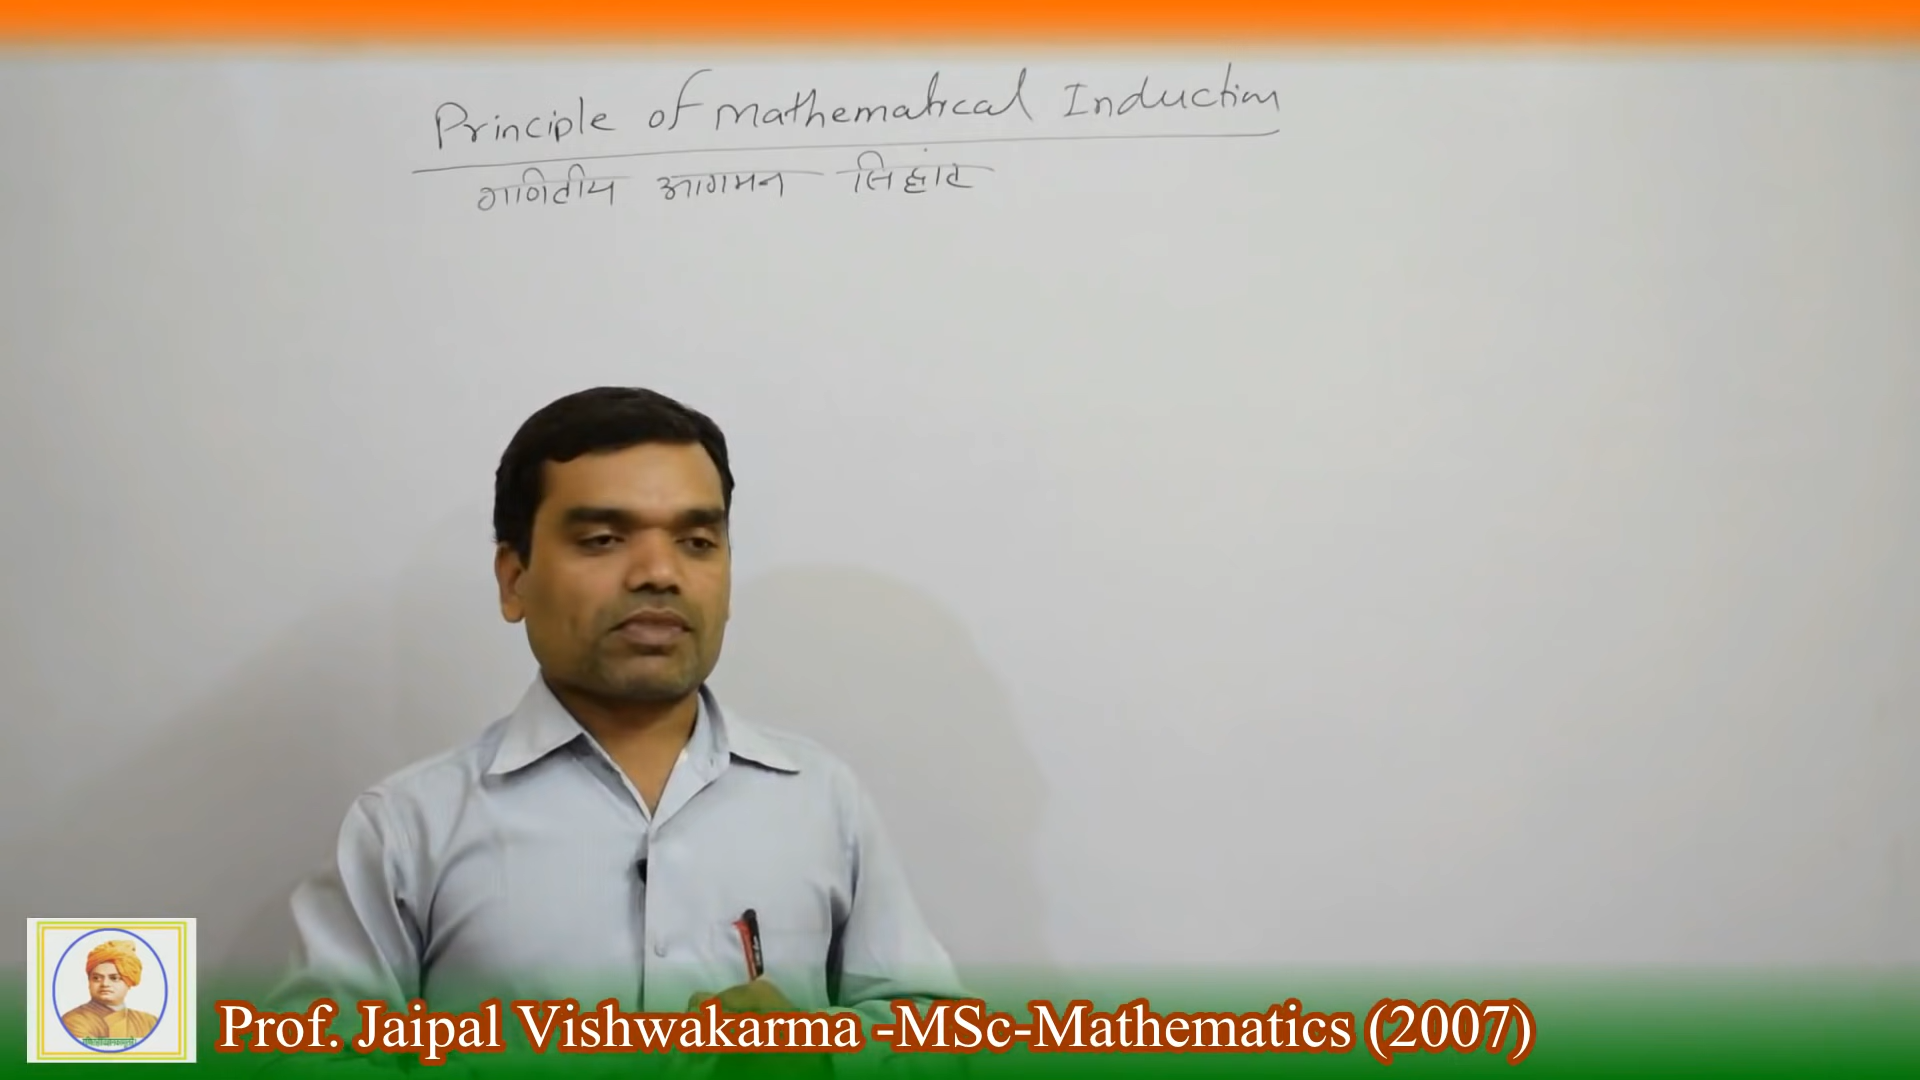 Principle of Mathematical Induction
गणितीय आगमन सिद्धांत
Prof. Jaipal Vishwakarma -MSc-Mathematics (2007)